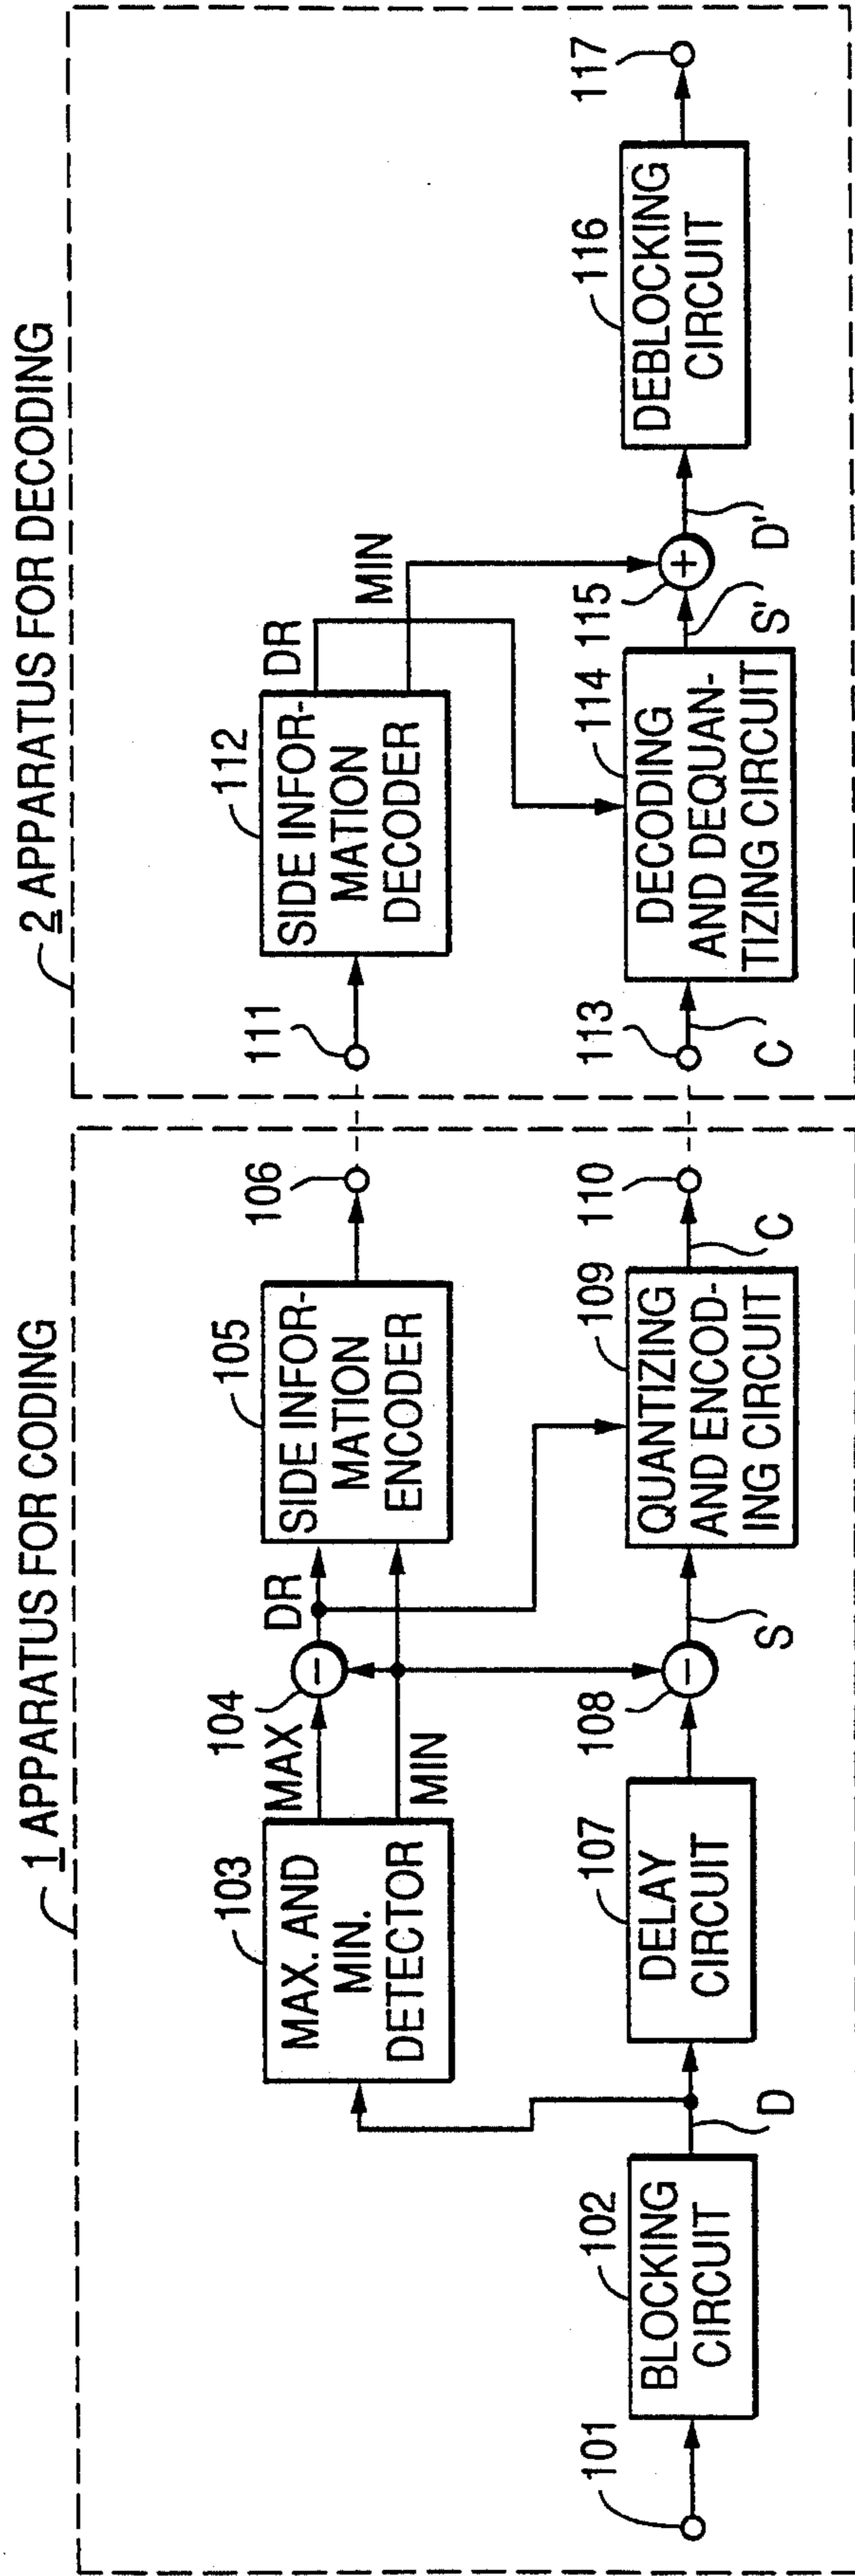 1 APPARATUS FOR CODING
101
BLOCKING
CIRCUIT
102
D
103
MAX. AND
MIN.
DETECTOR
MAX
MIN
104
−
DR
105
SIDE INFOR-
MATION
ENCODER
106
107
DELAY
CIRCUIT
108
−
S
109
QUANTIZING
AND ENCOD-
ING CIRCUIT
C
110
2 APPARATUS FOR DECODING
111
112
SIDE INFOR-
MATION
DECODER
DR
MIN
113
C
114
DECODING
AND DEQUAN-
TIZING CIRCUIT
S'
115
+
D'
116
DEBLOCKING
CIRCUIT
117